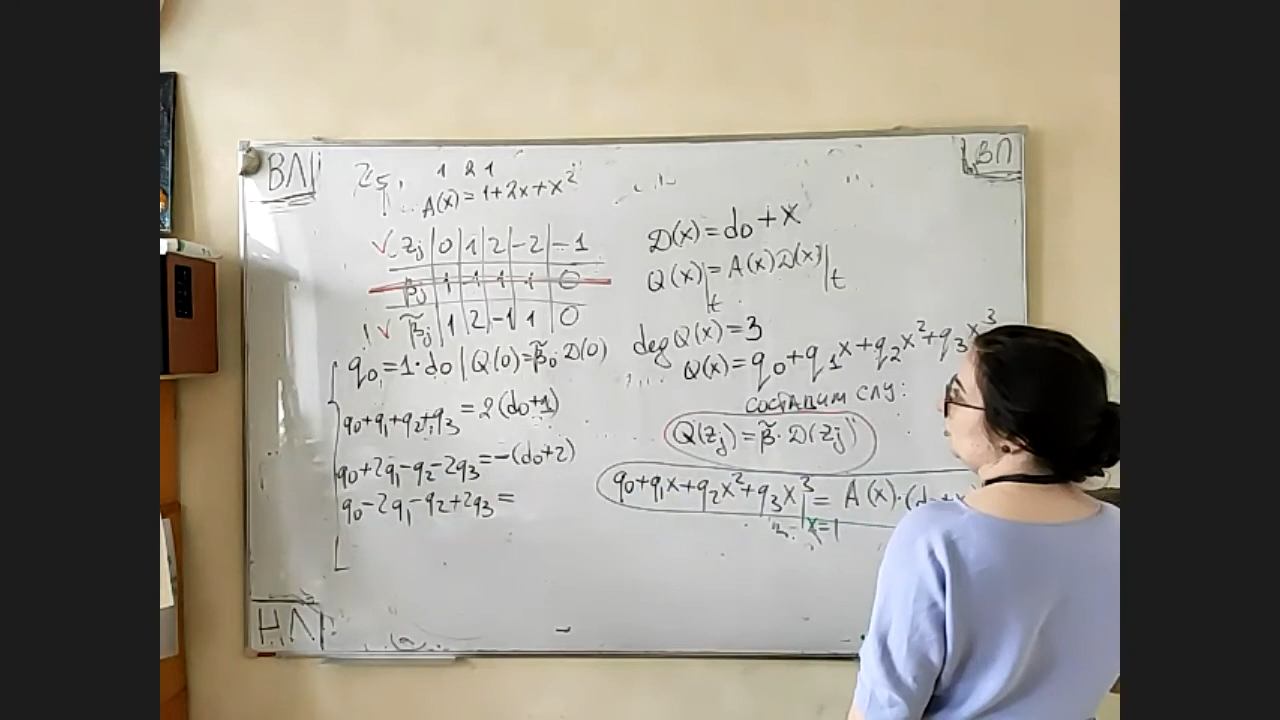 ВЛ
Z₅,
1 2 1
A(x)=1+2x+x²
zⱼ | 0 | 1 | 2 | -2 | -1
βⱼ 1 -1 -1 1 0
! β̃ⱼ | 1 | 2 | -1 | 1 | 0
q₀=1·d₀ | Q(0)=β̃₀·D(0)
q₀+q₁+q₂+q₃=2(d₀+1)
q₀+2q₁-q₂-2q₃=-(d₀+2)
q₀-2q₁-q₂+2q₃=
НЛ
ВП
D(x)=d₀+x
Q(x)|t=A(x)D(x)|t
deg Q(x)=3
Q(x)=q₀+q₁x+q₂x²+q₃x³
СОСТАВИМ СЛУ:
Q(zⱼ)=β̃·D(zⱼ)
q₀+q₁x+q₂x²+q₃x³=A(x)·(d₀+x
x=1